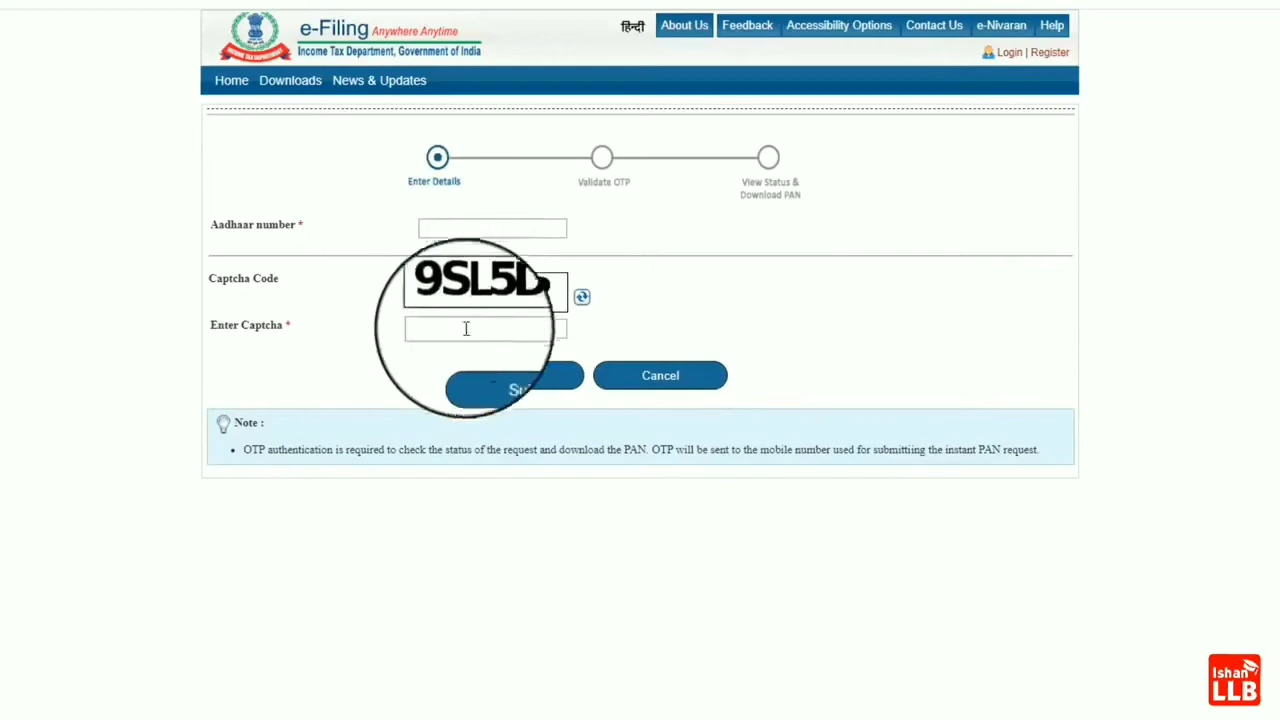 e-Filing Anywhere Anytime
Income Tax Department, Government of India
हिन्दी About Us Feedback Accessibility Options Contact Us e-Nivaran Help
Login | Register
Home Downloads News & Updates
Enter Details Validate OTP View Status &
Download PAN
Aadhaar number *
Captcha Code
Enter Captcha *
Cancel
Note :
• OTP authentication is required to check the status of the request and download the PAN. OTP will be sent to the mobile number used for submittiing the instant PAN request.
Ishan
LLB